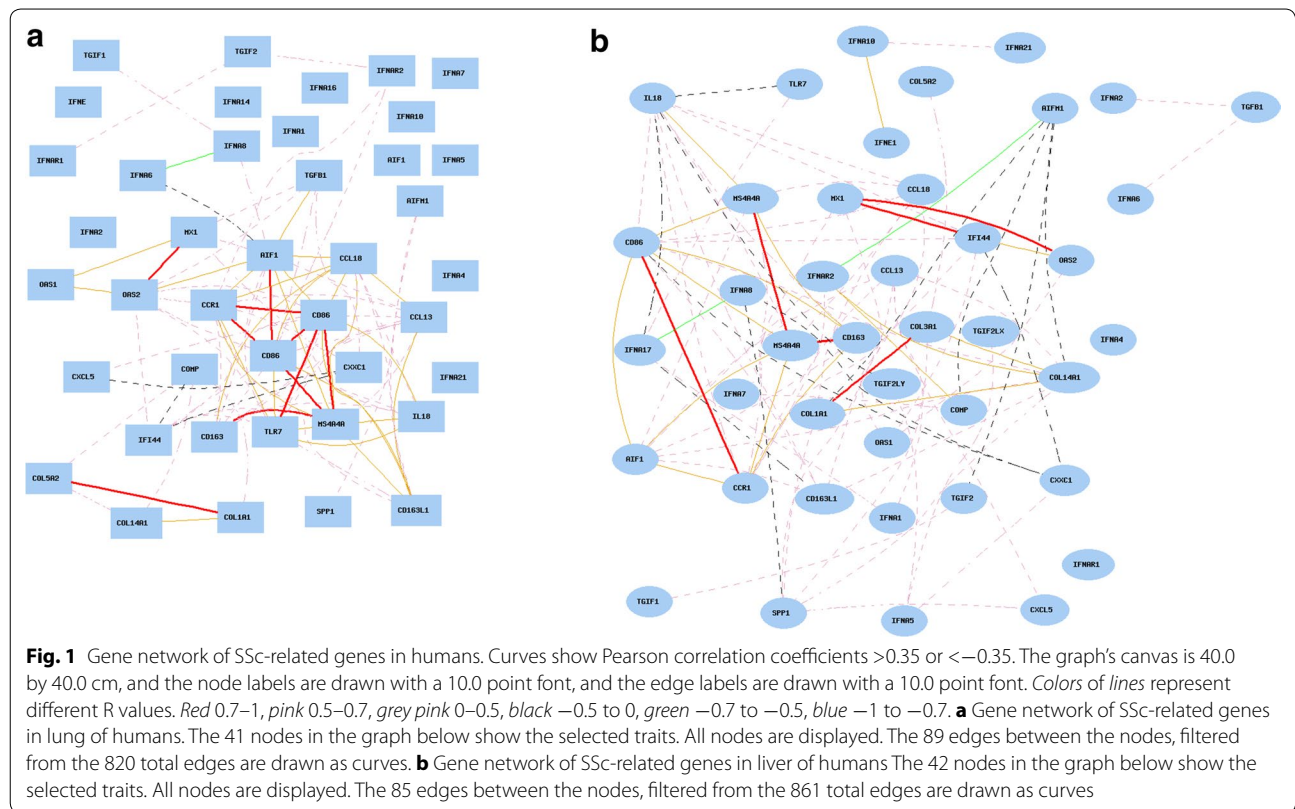 a
b
TGIF1
TGIF2
IFNAR2
IFNA7
IFNE
IFNA14
IFNA16
IFNA10
IFNA1
IFNAR1
IFNA8
IFNA6
AIF1
IFNA5
TGFB1
AIFM1
IFNA2
MX1
AIF1
CCL18
IFNA4
OAS1
OAS2
CCR1
CD86
CCL13
CD86
CXCL5
COMP
CXXC1
IFNA21
IFI44
CD163
TLR7
MS4A4A
IL18
COL5A2
COL14A1
COL1A1
SPP1
CD163L1
IFNA10
IFNA21
IL18
TLR7
COL5A2
AIFM1
IFNA2
TGFB1
IFNE1
MS4A4A
MX1
CCL18
IFNA6
CD86
IFI44
OAS2
IFNAR2
CCL13
IFNA8
IFNA17
MS4A4A
CD163
COL3A1
TGIF2LX
IFNA4
IFNA7
TGIF2LY
COL14A1
COL1A1
COMP
AIF1
OAS1
CCR1
CD163L1
IFNA1
TGIF2
CXXC1
IFNAR1
TGIF1
SPP1
IFNA5
CXCL5
Fig. 1 Gene network of SSc-related genes in humans. Curves show Pearson correlation coefficients >0.35 or <−0.35. The graph's canvas is 40.0
by 40.0 cm, and the node labels are drawn with a 10.0 point font, and the edge labels are drawn with a 10.0 point font. Colors of lines represent
different R values. Red 0.7–1, pink 0.5–0.7, grey pink 0–0.5, black −0.5 to 0, green −0.7 to −0.5, blue −1 to −0.7. a Gene network of SSc-related genes
in lung of humans. The 41 nodes in the graph below show the selected traits. All nodes are displayed. The 89 edges between the nodes, filtered
from the 820 total edges are drawn as curves. b Gene network of SSc-related genes in liver of humans The 42 nodes in the graph below show the
selected traits. All nodes are displayed. The 85 edges between the nodes, filtered from the 861 total edges are drawn as curves